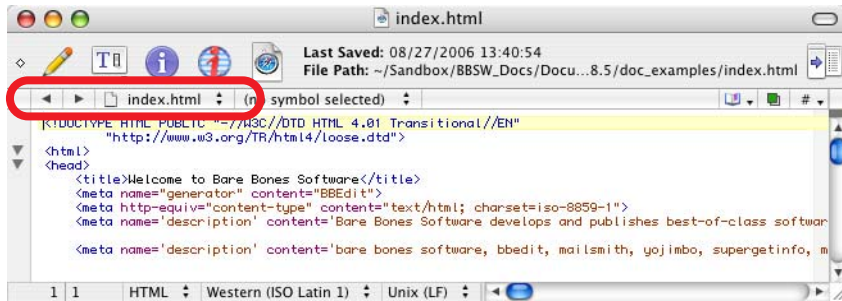 index.html
Last Saved: 08/27/2006 13:40:54
File Path: ~/Sandbox/BBSW_Docs/Docu...8.5/doc_examples/index.html
index.html (no symbol selected) #
<!DOCTYPE HTML PUBLIC "-//W3C//DTD HTML 4.01 Transitional//EN"
"http://www.w3.org/TR/html4/loose.dtd">
<html>
<head>
<title>Welcome to Bare Bones Software</title>
<meta name="generator" content="BBEdit">
<meta http-equiv="content-type" content="text/html; charset=iso-8859-1">
<meta name='description' content='Bare Bones Software develops and publishes best-of-class softwar
<meta name='description' content='bare bones software, bbedit, mailsmith, yojimbo, supergetinfo, m
1 1 HTML Western (ISO Latin 1) Unix (LF)